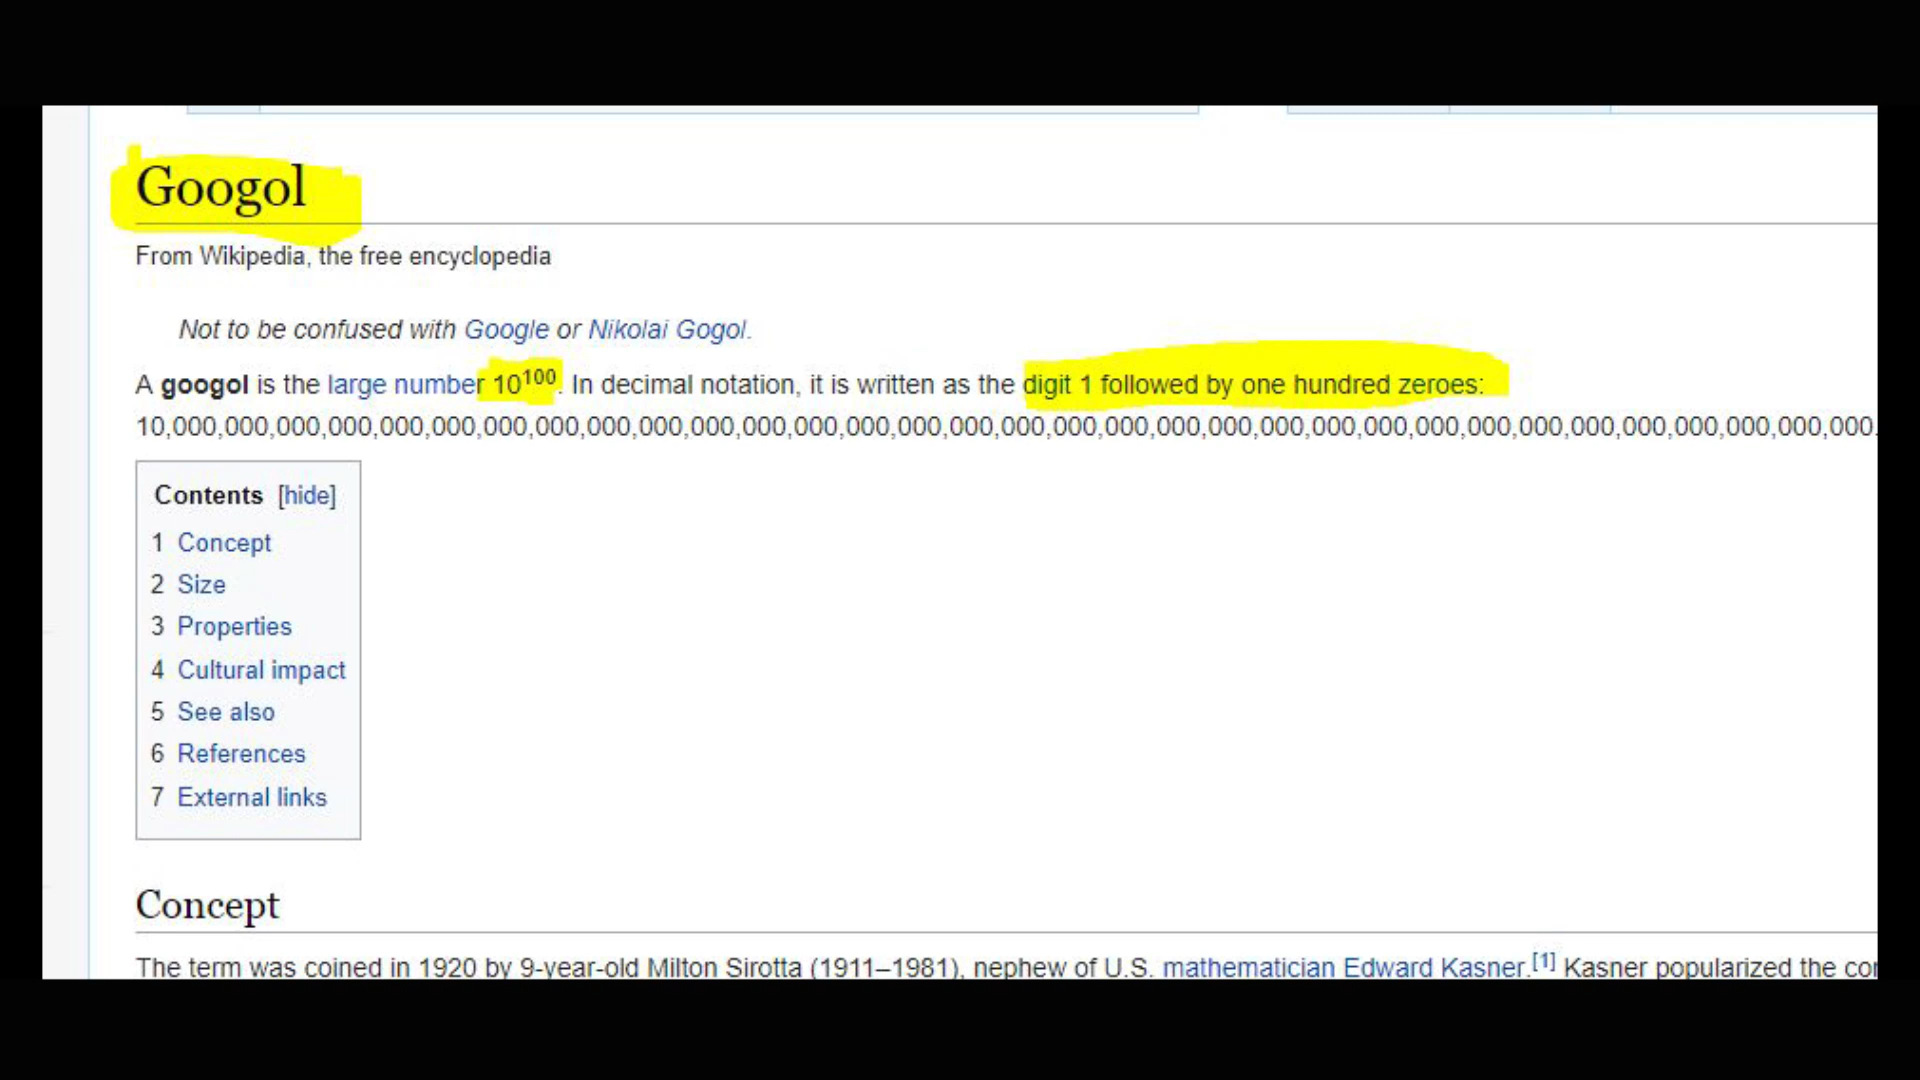 Googol
From Wikipedia, the free encyclopedia
Not to be confused with Google or Nikolai Gogol.
A googol is the large number 10¹⁰⁰. In decimal notation, it is written as the digit 1 followed by one hundred zeroes:
10,000,000,000,000,000,000,000,000,000,000,000,000,000,000,000,000,000,000,000,000,000,000,000,000,000,000,000,000,000,000,000,000,000.
Contents [hide]
1 Concept
2 Size
3 Properties
4 Cultural impact
5 See also
6 References
7 External links
Concept
The term was coined in 1920 by 9-year-old Milton Sirotta (1911–1981), nephew of U.S. mathematician Edward Kasner.[1] Kasner popularized the